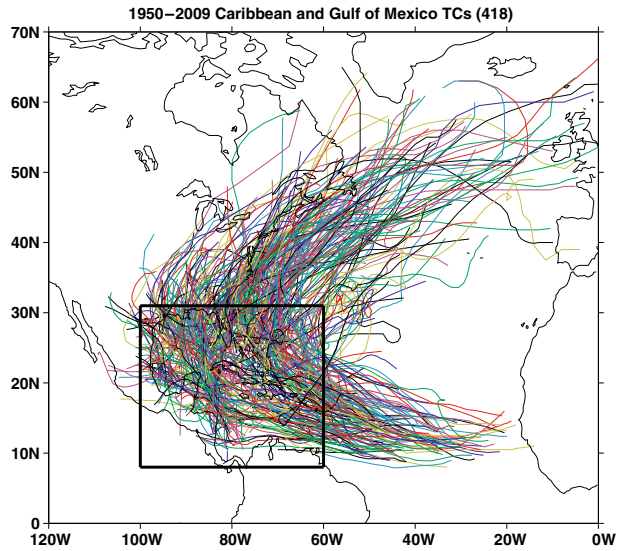 1950–2009 Caribbean and Gulf of Mexico TCs (418)
70N
60N
50N
40N
30N
20N
10N
0
120W 100W 80W 60W 40W 20W 0W